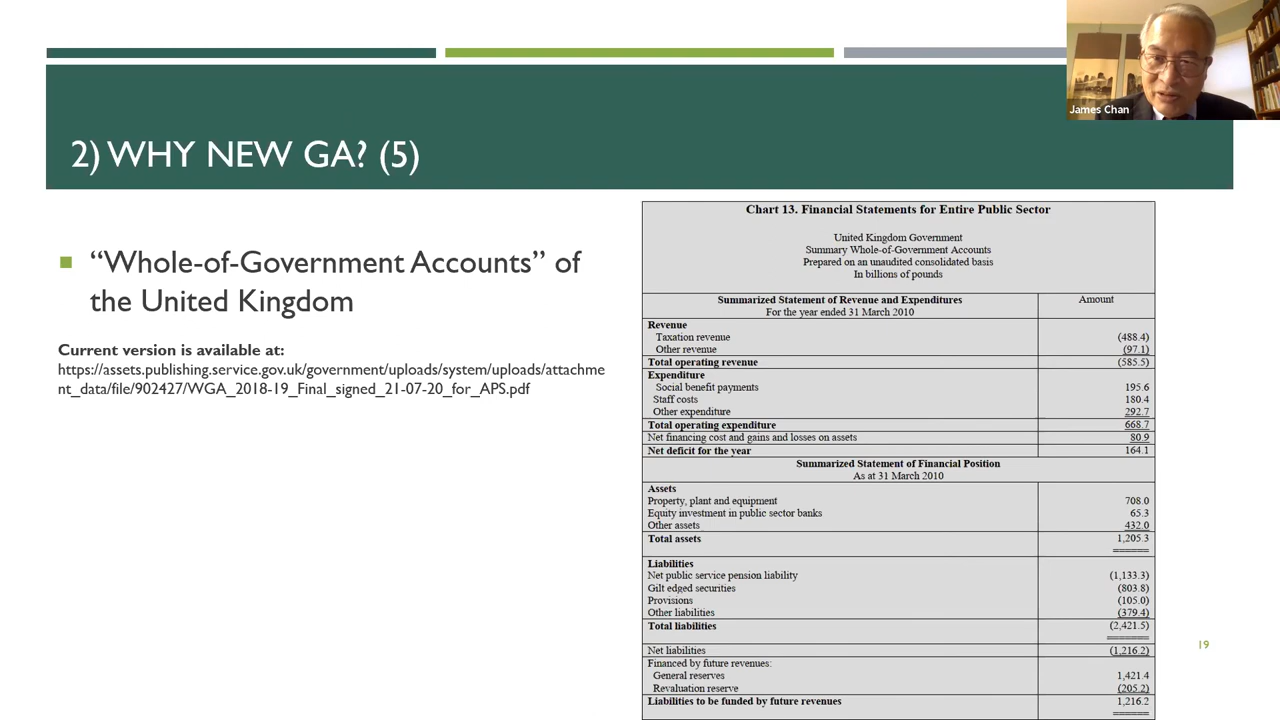 James Chan
2) WHY NEW GA? (5)
“Whole-of-Government Accounts” of
the United Kingdom
Current version is available at:
https://assets.publishing.service.gov.uk/government/uploads/system/uploads/attachme
nt_data/file/902427/WGA_2018-19_Final_signed_21-07-20_for_APS.pdf
Chart 13. Financial Statements for Entire Public Sector
United Kingdom Government
Summary Whole-of-Government Accounts
Prepared on an unaudited consolidated basis
In billions of pounds
Summarized Statement of Revenue and Expenditures Amount
For the year ended 31 March 2010
Revenue
Taxation revenue (488.4)
Other revenue (97.1)
Total operating revenue (585.5)
Expenditure
Social benefit payments 195.6
Staff costs 180.4
Other expenditure 292.7
Total operating expenditure 668.7
Net financing cost and gains and losses on assets 80.9
Net deficit for the year 164.1
Summarized Statement of Financial Position
As at 31 March 2010
Assets
Property, plant and equipment 708.0
Equity investment in public sector banks 65.3
Other assets 432.0
Total assets 1,205.3
Liabilities
Net public service pension liability (1,133.3)
Gilt edged securities (803.8)
Provisions (105.0)
Other liabilities (379.4)
Total liabilities (2,421.5)
Net liabilities (1,216.2)
Financed by future revenues:
General reserves 1,421.4
Revaluation reserve (205.2)
Liabilities to be funded by future revenues 1,216.2
19